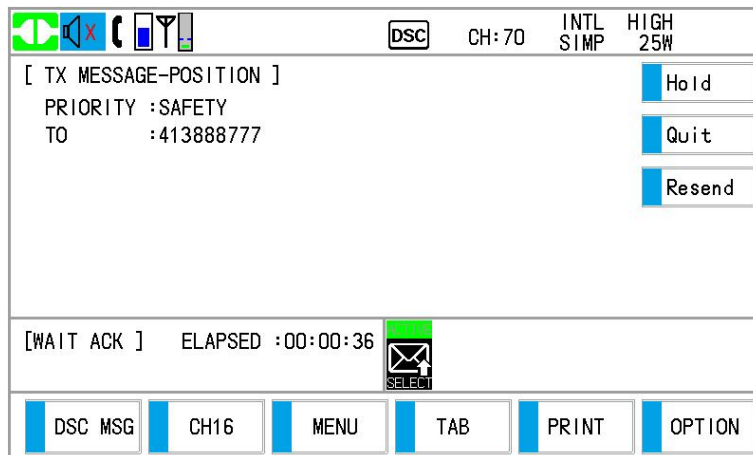 DSC CH:70 INTL HIGH
SIMP 25W
[ TX MESSAGE-POSITION ]
PRIORITY :SAFETY
TO :413888777
Hold
Quit
Resend
[WAIT ACK ] ELAPSED :00:00:36
SELECT
DSC MSG CH16 MENU TAB PRINT OPTION